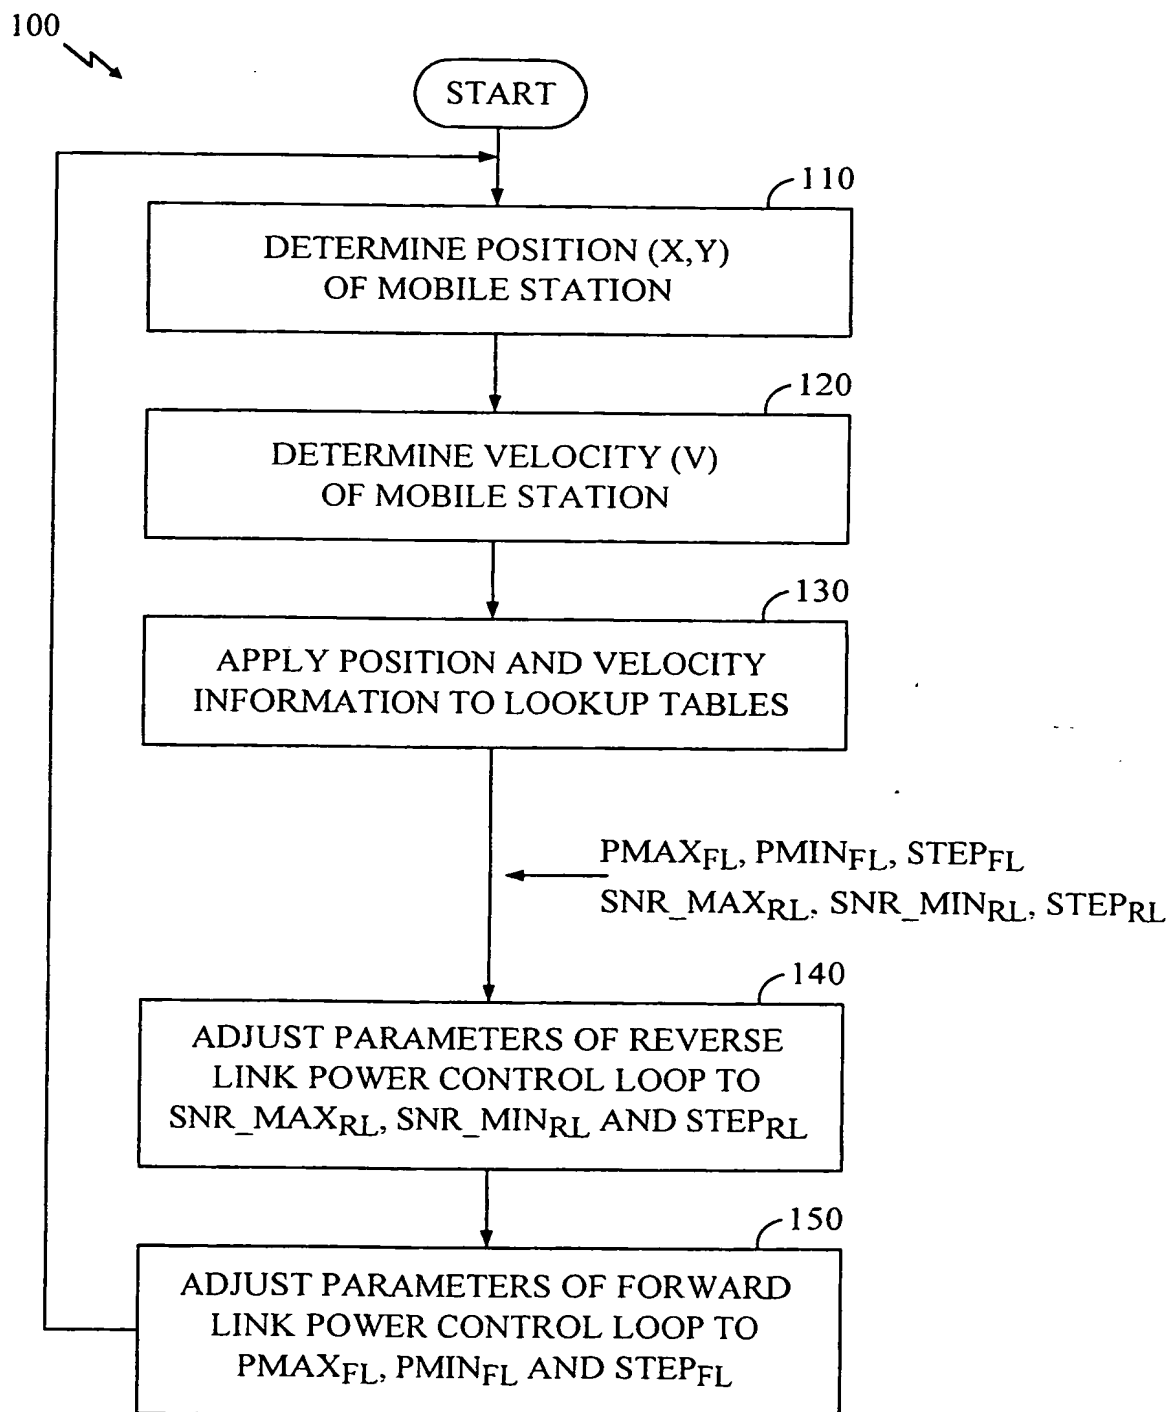 100
START
110
DETERMINE POSITION (X,Y)
OF MOBILE STATION
120
DETERMINE VELOCITY (V)
OF MOBILE STATION
130
APPLY POSITION AND VELOCITY
INFORMATION TO LOOKUP TABLES
PMAXFL, PMINFL, STEPFL
SNR_MAXRL, SNR_MINRL, STEPRL
140
ADJUST PARAMETERS OF REVERSE
LINK POWER CONTROL LOOP TO
SNR_MAXRL, SNR_MINRL AND STEPRL
150
ADJUST PARAMETERS OF FORWARD
LINK POWER CONTROL LOOP TO
PMAXFL, PMINFL AND STEPFL